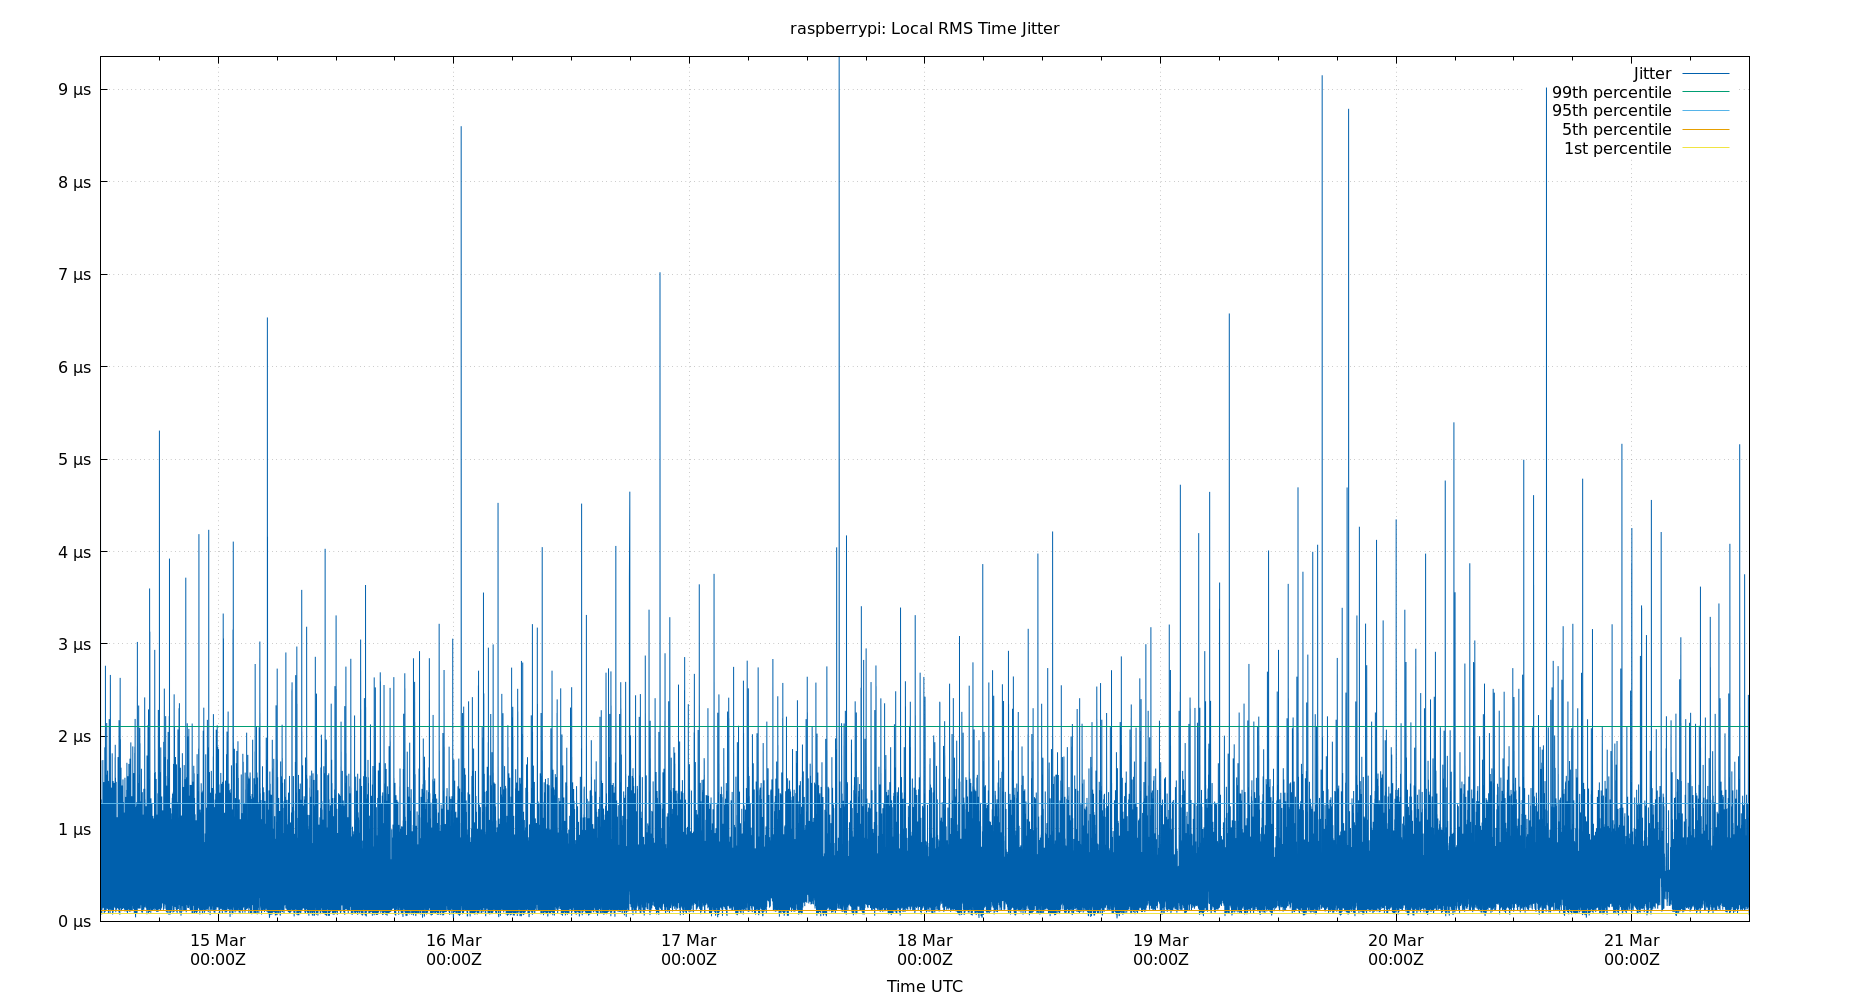 raspberrypi: Local RMS Time Jitter
Jitter
99th percentile
95th percentile
5th percentile
1st percentile
9 µs
8 µs
7 µs
6 µs
5 µs
4 µs
3 µs
2 µs
1 µs
0 µs
15 Mar 16 Mar 17 Mar 18 Mar 19 Mar 20 Mar 21 Mar
00:00Z 00:00Z 00:00Z 00:00Z 00:00Z 00:00Z 00:00Z
Time UTC